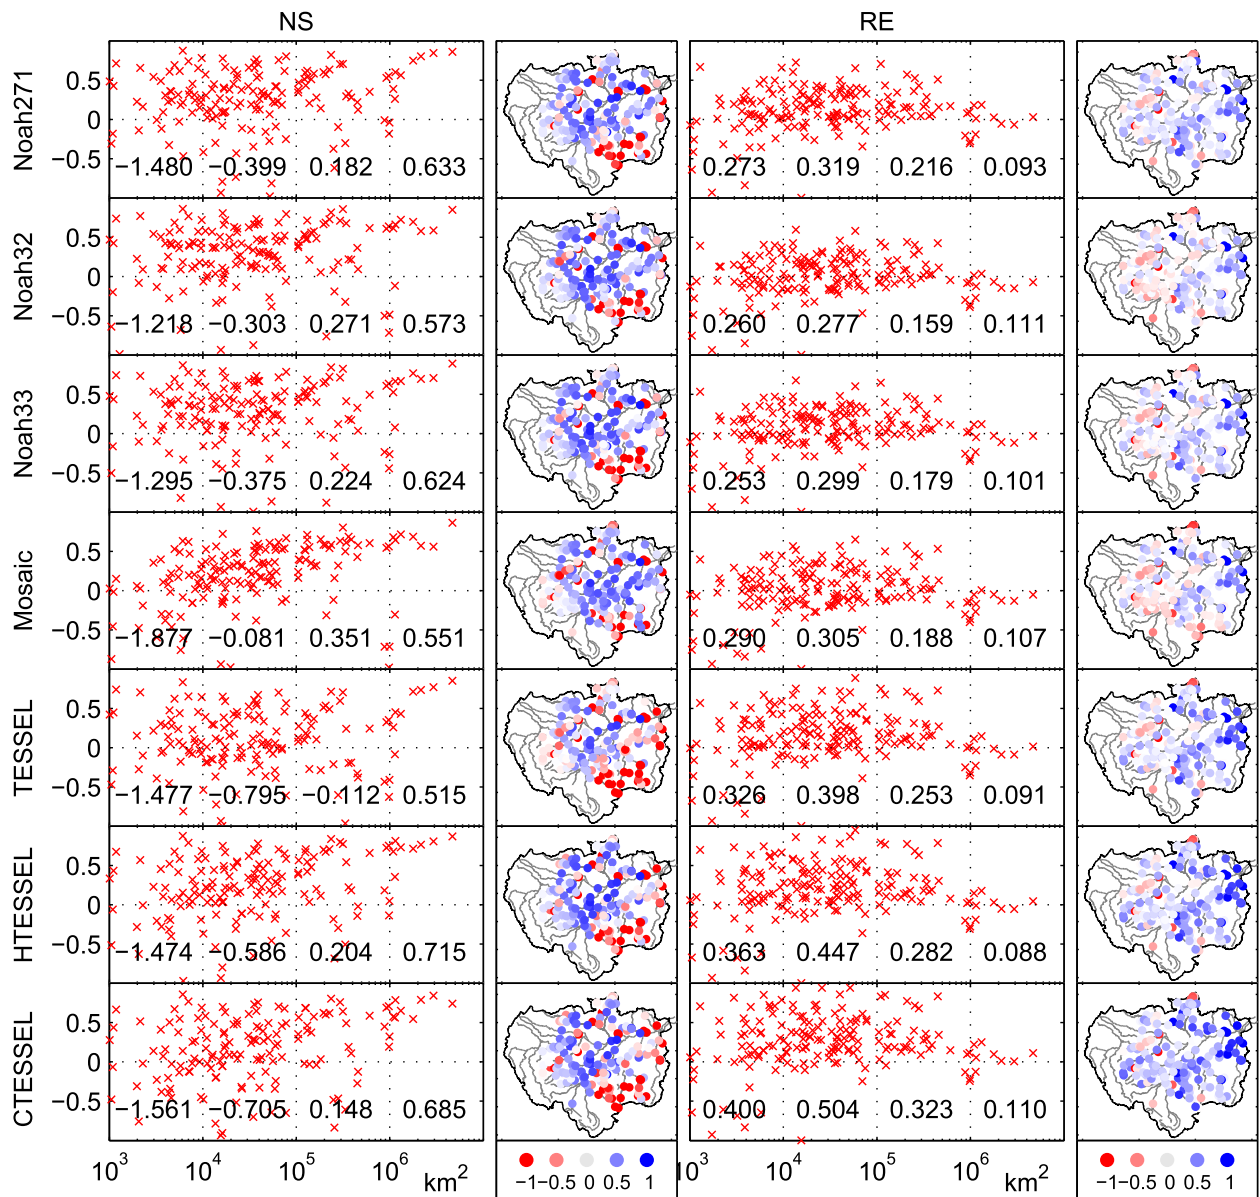 NS RE
Noah271
0.5
0
−0.5
−1.480 −0.399 0.182 0.633
0.273 0.319 0.216 0.093
Noah32
0.5
0
−0.5
−1.218 −0.303 0.271 0.573
0.260 0.277 0.159 0.111
Noah33
0.5
0
−0.5
−1.295 −0.375 0.224 0.624
0.253 0.299 0.179 0.101
Mosaic
0.5
0
−0.5
−1.877 −0.081 0.351 0.551
0.290 0.305 0.188 0.107
TESSEL
0.5
0
−0.5
−1.477 −0.795 −0.112 0.515
0.326 0.398 0.253 0.091
HTESSEL
0.5
0
−0.5
−1.474 −0.586 0.204 0.715
0.363 0.447 0.282 0.088
CTESSEL
0.5
0
−0.5
−1.561 −0.705 0.148 0.685
0.400 0.504 0.323 0.110
10³ 10⁴ 10⁵ 10⁶ km²
−1 −0.5 0 0.5 1
10³ 10⁴ 10⁵ 10⁶ km²
−1 −0.5 0 0.5 1